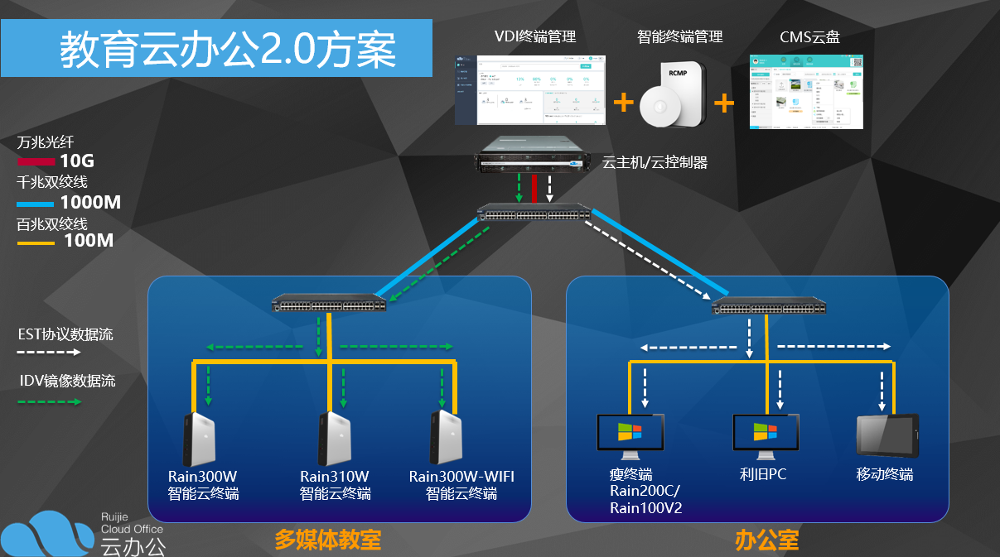 教育云办公2.0方案
VDI终端管理
智能终端管理
CMS云盘
RCMP
云主机/云控制器
万兆光纤
10G
千兆双绞线
1000M
百兆双绞线
100M
EST协议数据流
IDV镜像数据流
Rain300W
智能云终端
Rain310W
智能云终端
Rain300W-WIFI
智能云终端
瘦终端
Rain200C/
Rain100V2
利旧PC
移动终端
多媒体教室
办公室
Ruijie
Cloud Office
云办公